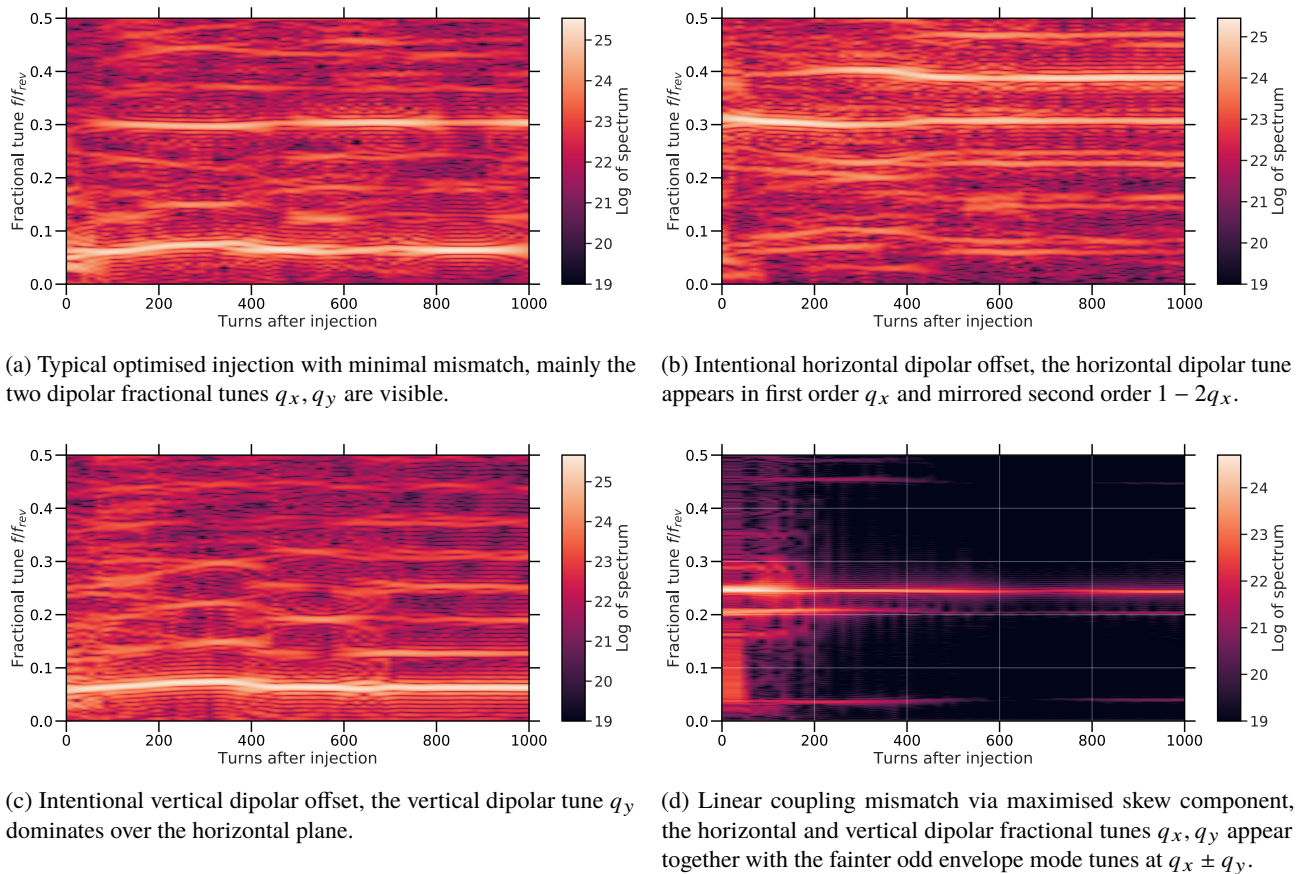 0.5
0.4
0.3
0.2
0.1
0.0
Fractional tune f/f_rev
0 200 400 600 800 1000
Turns after injection
25
24
23
22
21
20
19
Log of spectrum
0.5
0.4
0.3
0.2
0.1
0.0
Fractional tune f/f_rev
0 200 400 600 800 1000
Turns after injection
25
24
23
22
21
20
19
Log of spectrum
(a) Typical optimised injection with minimal mismatch, mainly the
two dipolar fractional tunes q_x, q_y are visible.
(b) Intentional horizontal dipolar offset, the horizontal dipolar tune
appears in first order q_x and mirrored second order 1 − 2q_x.
0.5
0.4
0.3
0.2
0.1
0.0
Fractional tune f/f_rev
0 200 400 600 800 1000
Turns after injection
25
24
23
22
21
20
19
Log of spectrum
0.5
0.4
0.3
0.2
0.1
0.0
Fractional tune f/f_rev
0 200 400 600 800 1000
Turns after injection
24
23
22
21
20
19
Log of spectrum
(c) Intentional vertical dipolar offset, the vertical dipolar tune q_y
dominates over the horizontal plane.
(d) Linear coupling mismatch via maximised skew component,
the horizontal and vertical dipolar fractional tunes q_x, q_y appear
together with the fainter odd envelope mode tunes at q_x ± q_y.